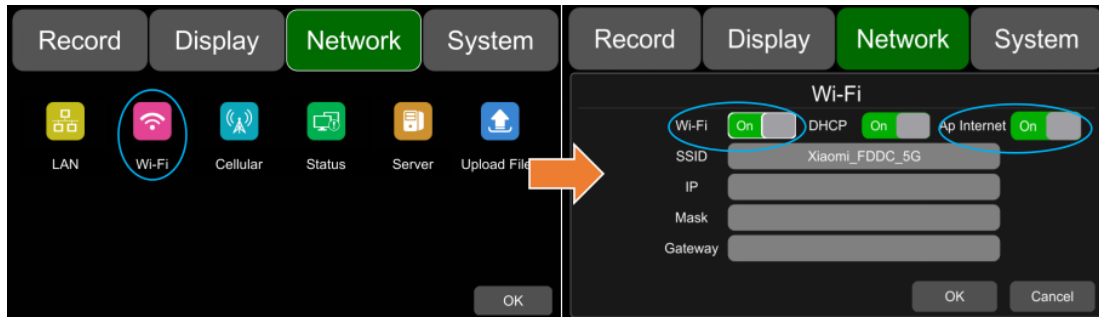 Record Display Network System
LAN Wi-Fi Cellular Status Server Upload File
OK
Record Display Network System
Wi-Fi
Wi-Fi On DHCP On Ap Internet On
SSID Xiaomi_FDDC_5G
IP
Mask
Gateway
OK Cancel